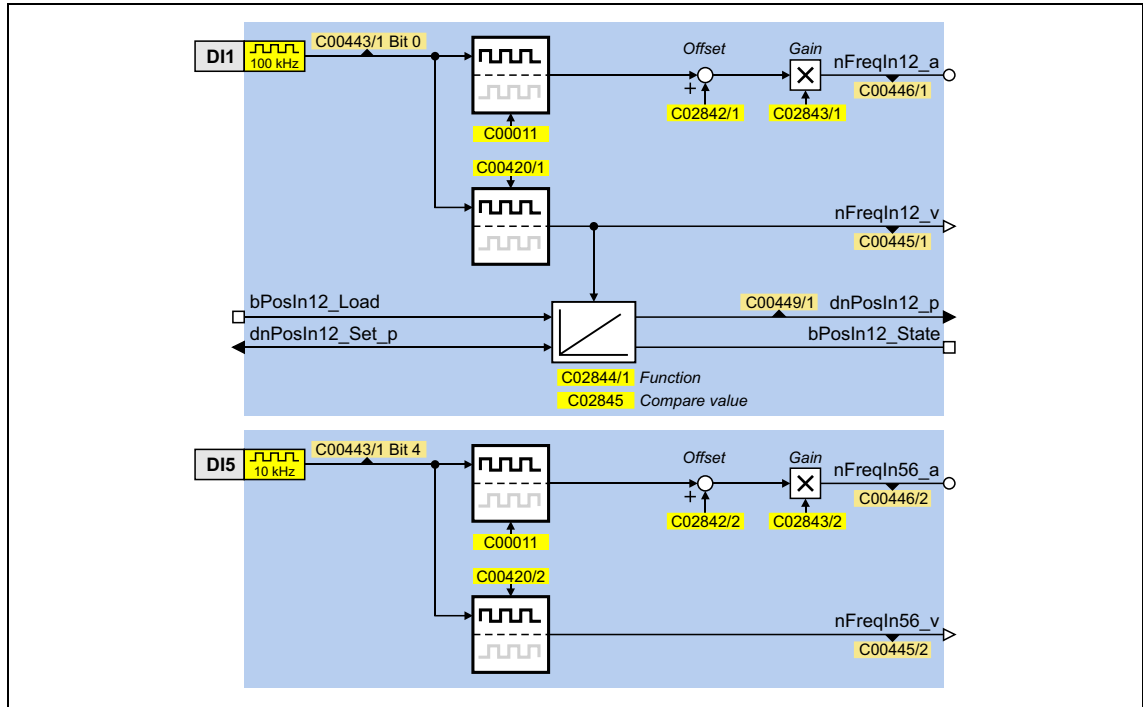 DI1
100 kHz
C00443/1 Bit 0
Offset
Gain
nFreqIn12_a
+
C00446/1
C02842/1
C02843/1
C00011
C00420/1
nFreqIn12_v
C00445/1
bPosIn12_Load
C00449/1
dnPosIn12_p
dnPosIn12_Set_p
bPosIn12_State
C02844/1 Function
C02845 Compare value
DI5
10 kHz
C00443/1 Bit 4
Offset
Gain
nFreqIn56_a
+
C00446/2
C02842/2
C02843/2
C00011
C00420/2
nFreqIn56_v
C00445/2